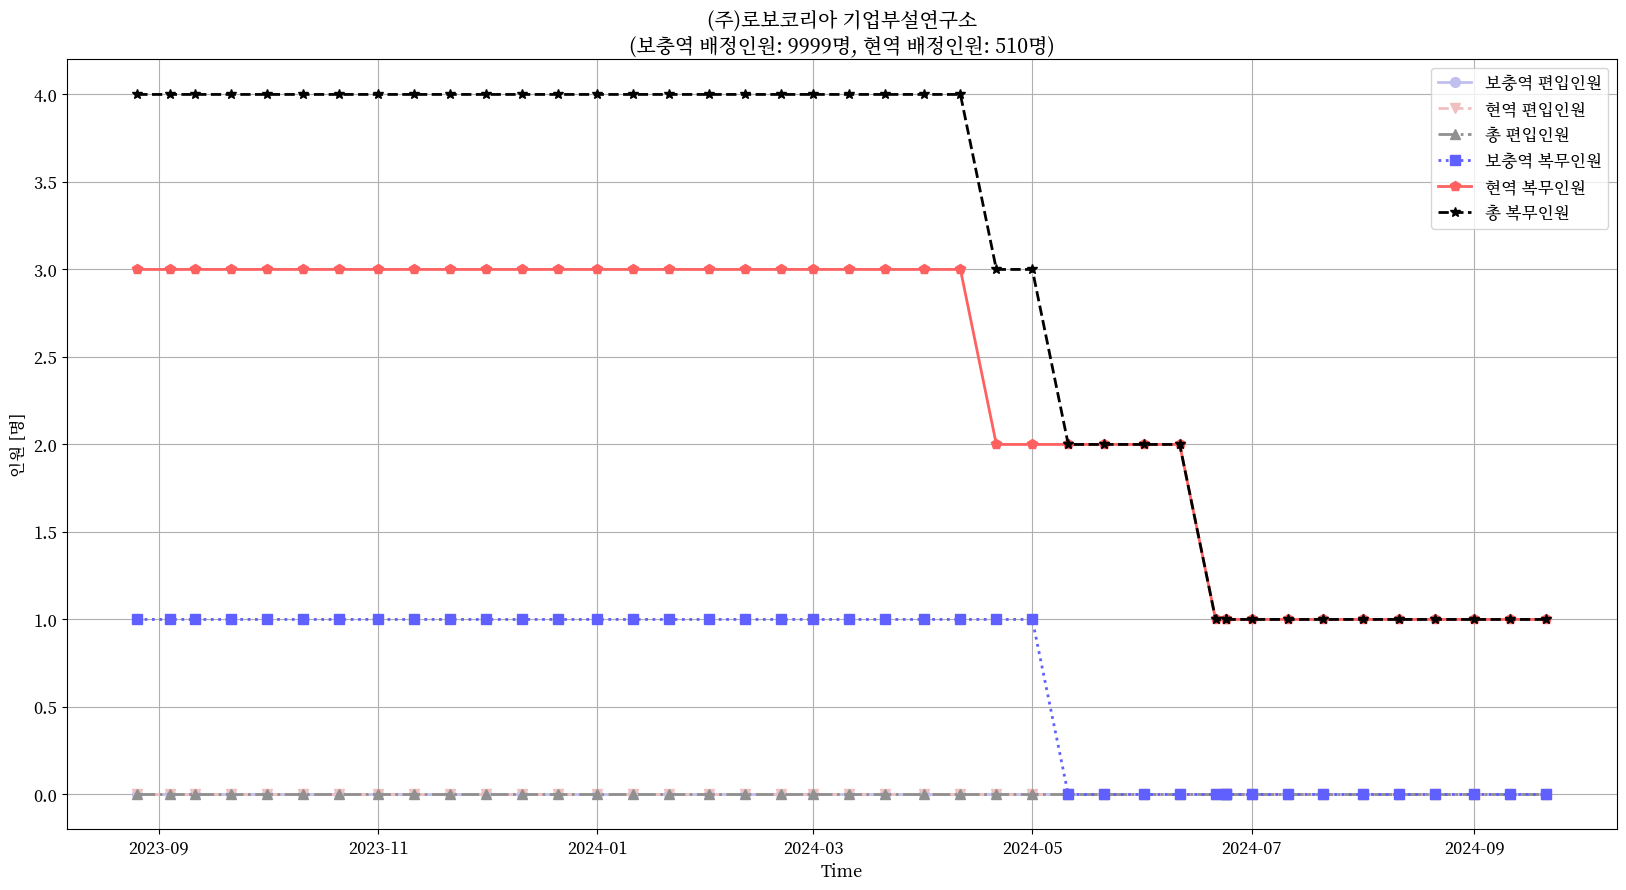 (주)로보코리아 기업부설연구소
(보충역 배정인원: 9999명, 현역 배정인원: 510명)
보충역 편입인원
현역 편입인원
총 편입인원
보충역 복무인원
현역 복무인원
총 복무인원
인원 [명]
4.0
3.5
3.0
2.5
2.0
1.5
1.0
0.5
0.0
2023-09 2023-11 2024-01 2024-03 2024-05 2024-07 2024-09
Time